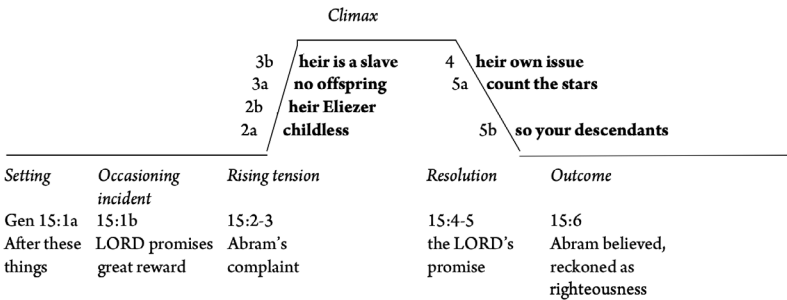 Climax
3b heir is a slave 4 heir own issue
3a no offspring 5a count the stars
2b heir Eliezer
2a childless 5b so your descendants
Setting Occasioning incident Rising tension Resolution Outcome
Gen 15:1a 15:1b 15:2-3 15:4-5 15:6
After these LORD promises Abram’s the LORD’s Abram believed,
things great reward complaint promise reckoned as
righteousness